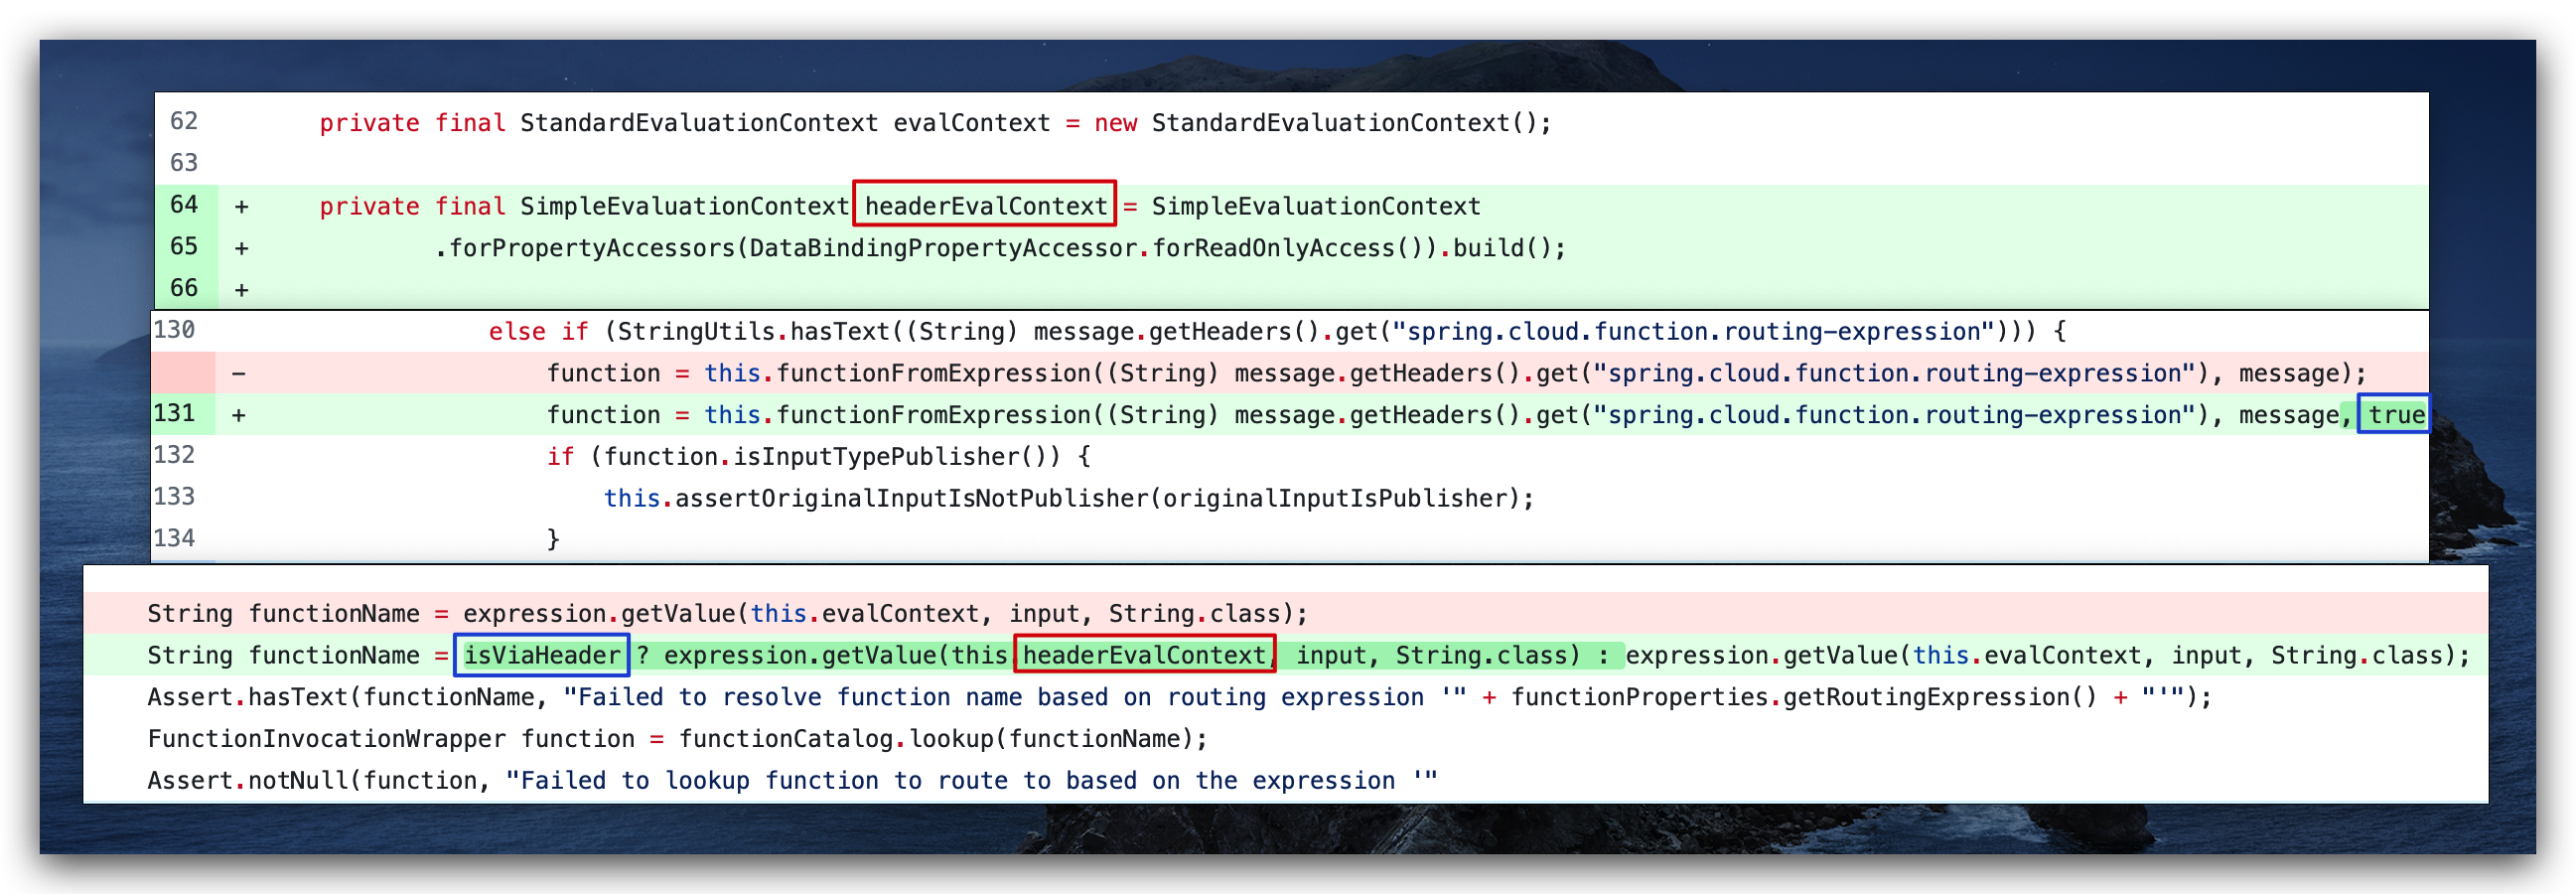 62 private final StandardEvaluationContext evalContext = new StandardEvaluationContext();
63
64 + private final SimpleEvaluationContext headerEvalContext = SimpleEvaluationContext
65 + .forPropertyAccessors(DataBindingPropertyAccessor.forReadOnlyAccess()).build();
66 +
130 else if (StringUtils.hasText((String) message.getHeaders().get("spring.cloud.function.routing-expression"))) {
− function = this.functionFromExpression((String) message.getHeaders().get("spring.cloud.function.routing-expression"), message);
131 + function = this.functionFromExpression((String) message.getHeaders().get("spring.cloud.function.routing-expression"), message, true
132 if (function.isInputTypePublisher()) {
133 this.assertOriginalInputIsNotPublisher(originalInputIsPublisher);
134 }
String functionName = expression.getValue(this.evalContext, input, String.class);
String functionName = isViaHeader ? expression.getValue(this.headerEvalContext, input, String.class) : expression.getValue(this.evalContext, input, String.class);
Assert.hasText(functionName, "Failed to resolve function name based on routing expression '" + functionProperties.getRoutingExpression() + "'");
FunctionInvocationWrapper function = functionCatalog.lookup(functionName);
Assert.notNull(function, "Failed to lookup function to route to based on the expression '"